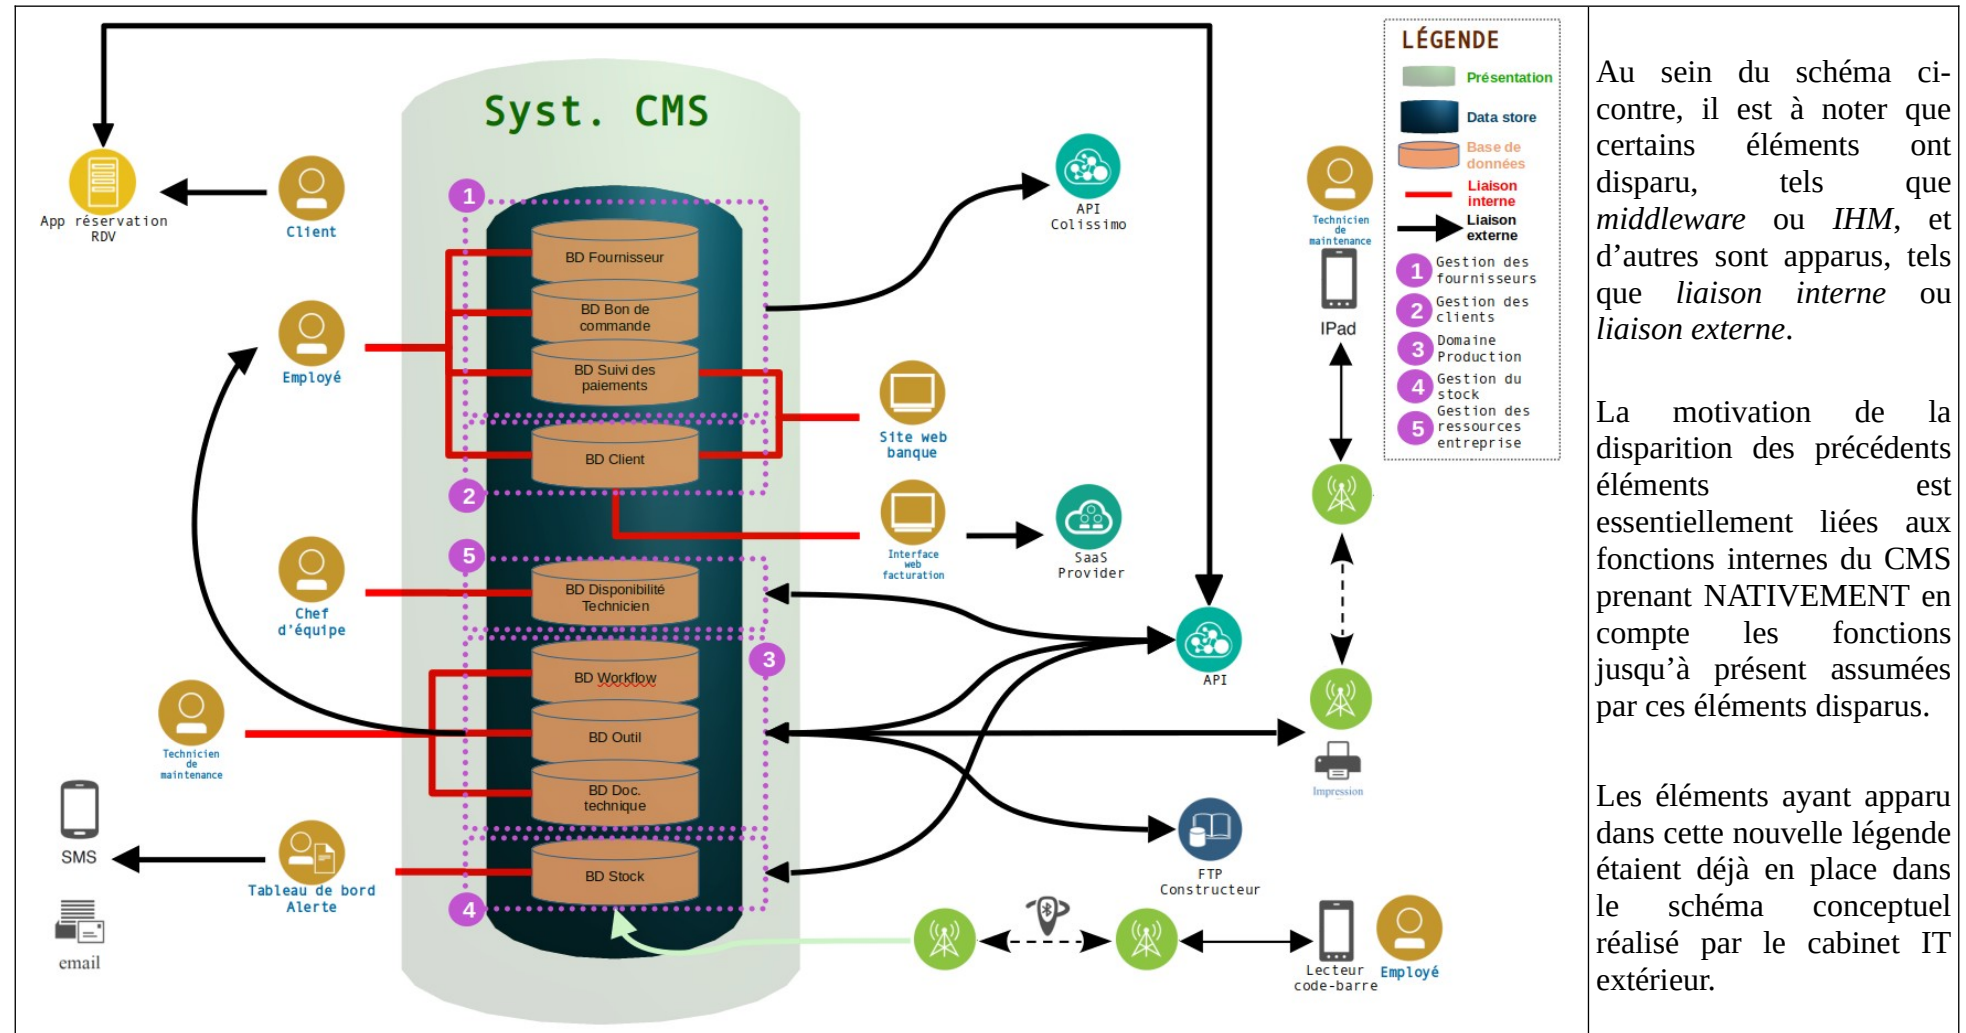 Syst. CMS
App réservation
RDV
Client
Employé
Chef
d'équipe
Technicien
de
maintenance
SMS
email
Tableau de bord
Alerte
1
BD Fournisseur
BD Bon de
commande
BD Suivi des
paiements
BD Client
2
5
BD Disponibilité
Technicien
3
BD Workflow
BD Outil
BD Doc.
technique
BD Stock
4
API
Colissimo
Site web
banque
Interface
web
facturation
SaaS
Provider
API
FTP
Constructeur
Technicien
de
maintenance
IPad
Impression
Lecteur
code-barre
Employé
LÉGENDE
Présentation
Data store
Base de
données
Liaison
interne
Liaison
externe
1 Gestion des
fournisseurs
2 Gestion des
clients
3 Domaine
Production
4 Gestion du
stock
5 Gestion des
ressources
entreprise
Au sein du schéma ci-
contre, il est à noter que
certains éléments ont
disparu, tels que
middleware ou IHM, et
d’autres sont apparus, tels
que liaison interne ou
liaison externe.
La motivation de la
disparition des précédents
éléments est
essentiellement liées aux
fonctions internes du CMS
prenant NATIVEMENT en
compte les fonctions
jusqu’à présent assumées
par ces éléments disparus.
Les éléments ayant apparu
dans cette nouvelle légende
étaient déjà en place dans
le schéma conceptuel
réalisé par le cabinet IT
extérieur.